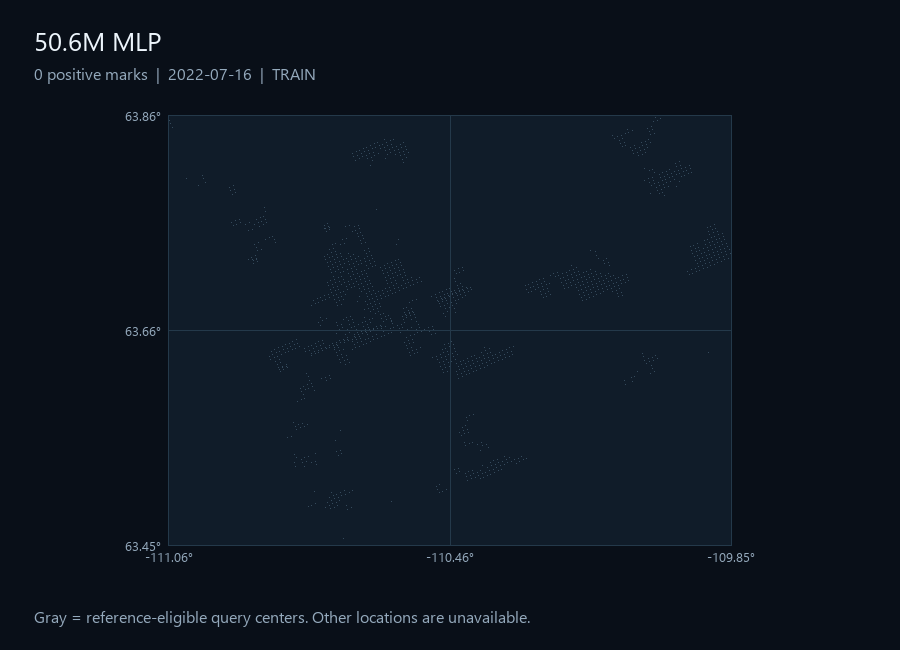 50.6M MLP
0 positive marks | 2022-07-16 | TRAIN
63.86°
63.66°
63.45°
-111.06°
-110.46°
-109.85°
Gray = reference-eligible query centers. Other locations are unavailable.